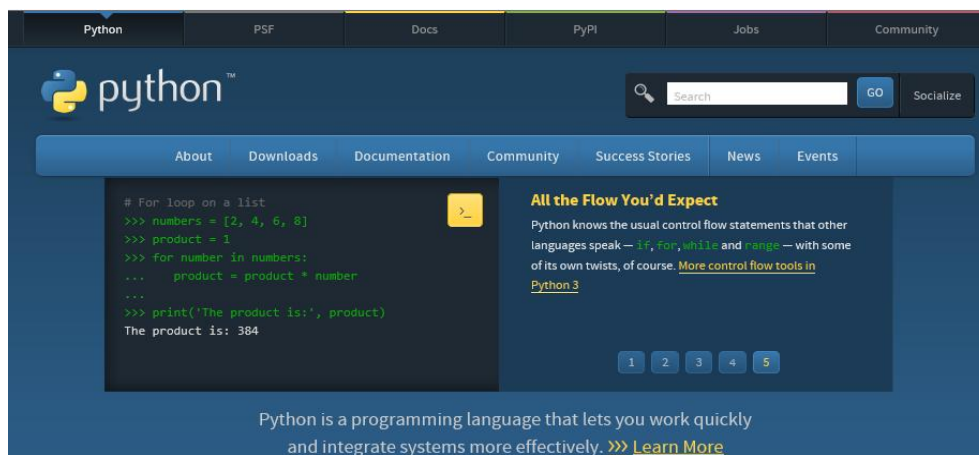 Python PSF Docs PyPI Jobs Community
python™
Search GO Socialize
About Downloads Documentation Community Success Stories News Events
# For loop on a list
>>> numbers = [2, 4, 6, 8]
>>> product = 1
>>> for number in numbers:
...    product = product * number
...
>>> print('The product is:', product)
The product is: 384
>_
All the Flow You’d Expect
Python knows the usual control flow statements that other
languages speak — if, for, while and range — with some
of its own twists, of course. More control flow tools in
Python 3
1 2 3 4 5
Python is a programming language that lets you work quickly
and integrate systems more effectively. >>> Learn More